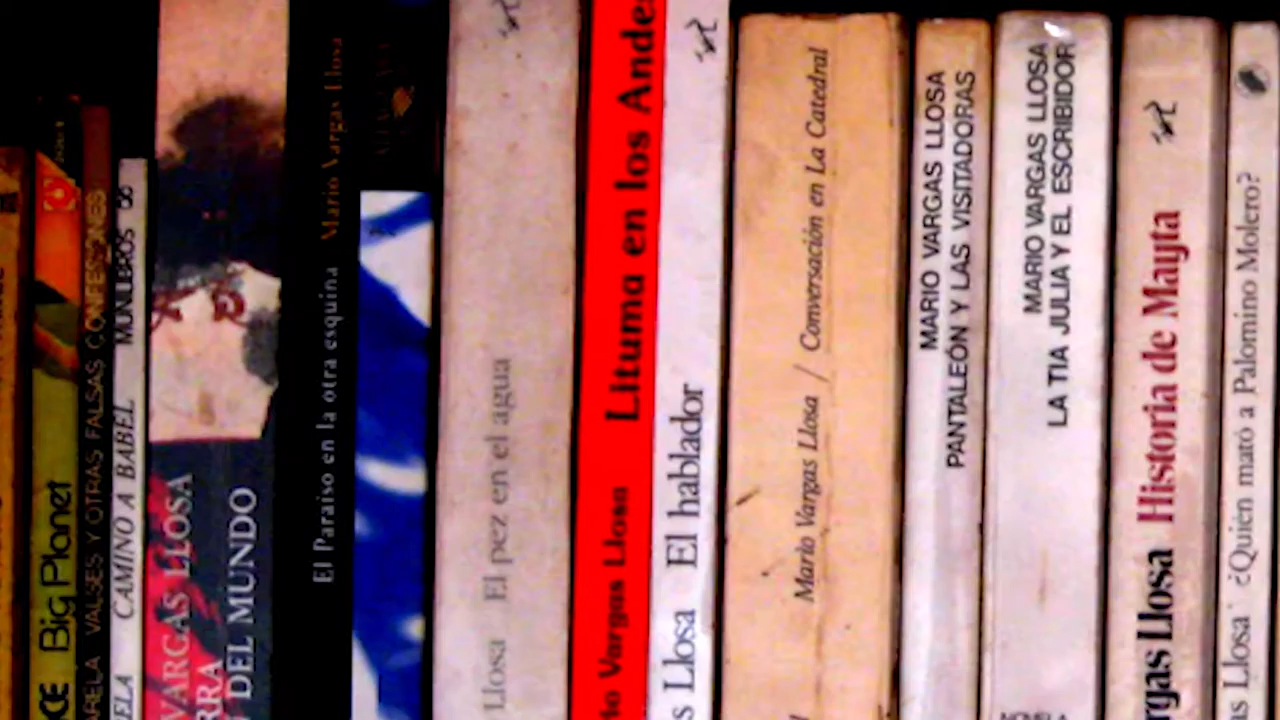 Big Planet
VALSES Y OTRAS FALSAS CONFESIONES
CAMINO A BABEL
VARGAS LLOSA
DEL MUNDO
El Paraíso en la otra esquina Mario Vargas Llosa
Llosa El pez en el agua
Vargas Llosa Lituma en los Ande
s Llosa El hablador
Mario Vargas Llosa / Conversación en La Catedral
MARIO VARGAS LLOSA
PANTALEÓN Y LAS VISITADORAS
MARIO VARGAS LLOSA
LA TIA JULIA Y EL ESCRIBIDOR
rgas Llosa Historia de Mayta
as Llosa ¿Quién mató a Palomino Molero?